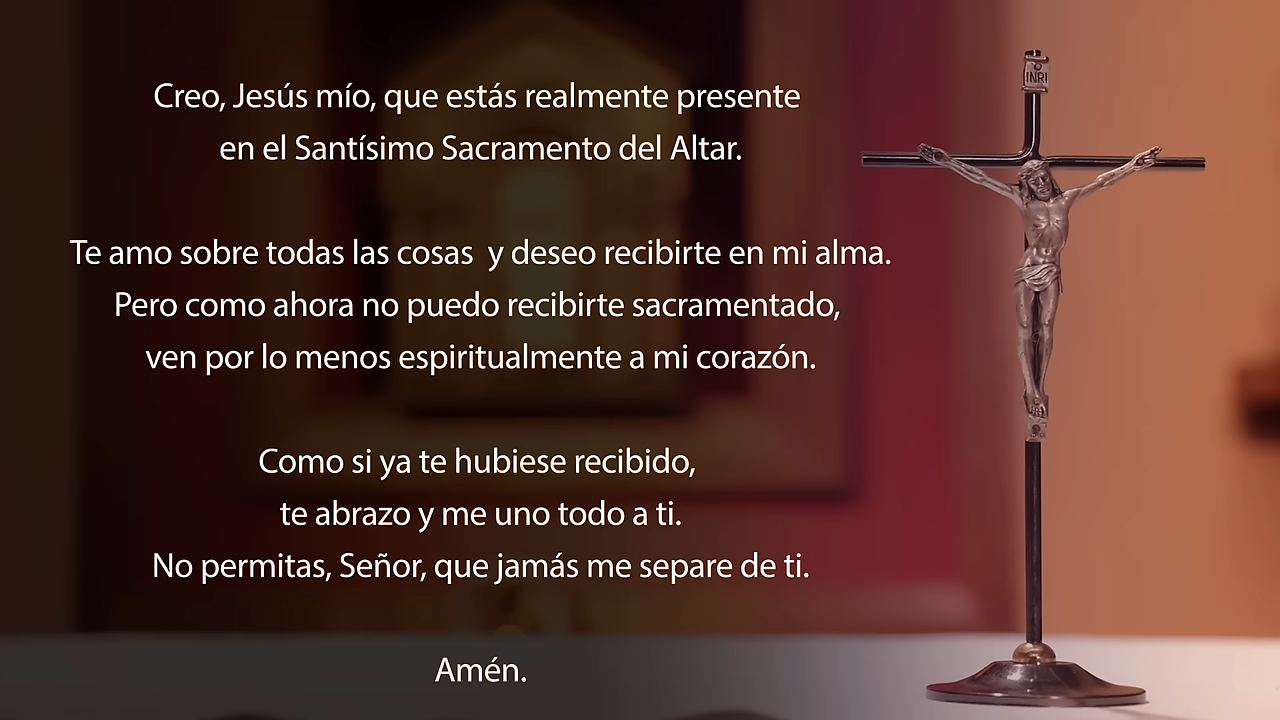 Creo, Jesús mío, que estás realmente presente
en el Santísimo Sacramento del Altar.
Te amo sobre todas las cosas  y deseo recibirte en mi alma.
Pero como ahora no puedo recibirte sacramentado,
ven por lo menos espiritualmente a mi corazón.
Como si ya te hubiese recibido,
te abrazo y me uno todo a ti.
No permitas, Señor, que jamás me separe de ti.
Amén.
INRI